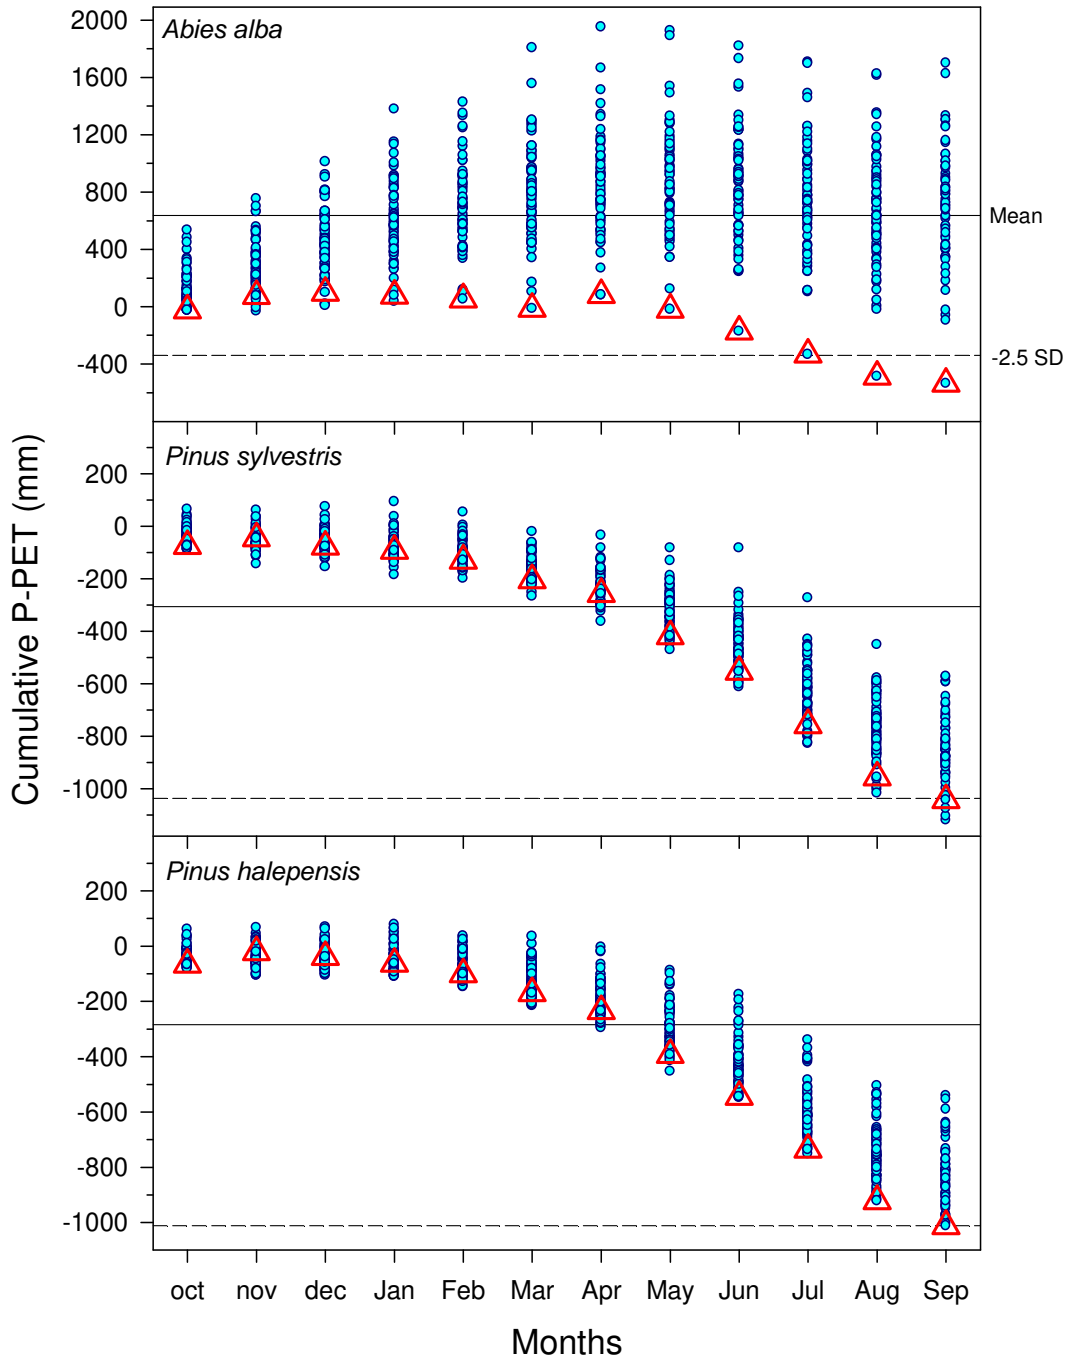 Abies alba
2000
1600
1200
800
400
0
-400
Mean
-2.5 SD
Cumulative P-PET (mm)
Pinus sylvestris
200
0
-200
-400
-600
-800
-1000
Pinus halepensis
200
0
-200
-400
-600
-800
-1000
oct nov dec Jan Feb Mar Apr May Jun Jul Aug Sep
Months